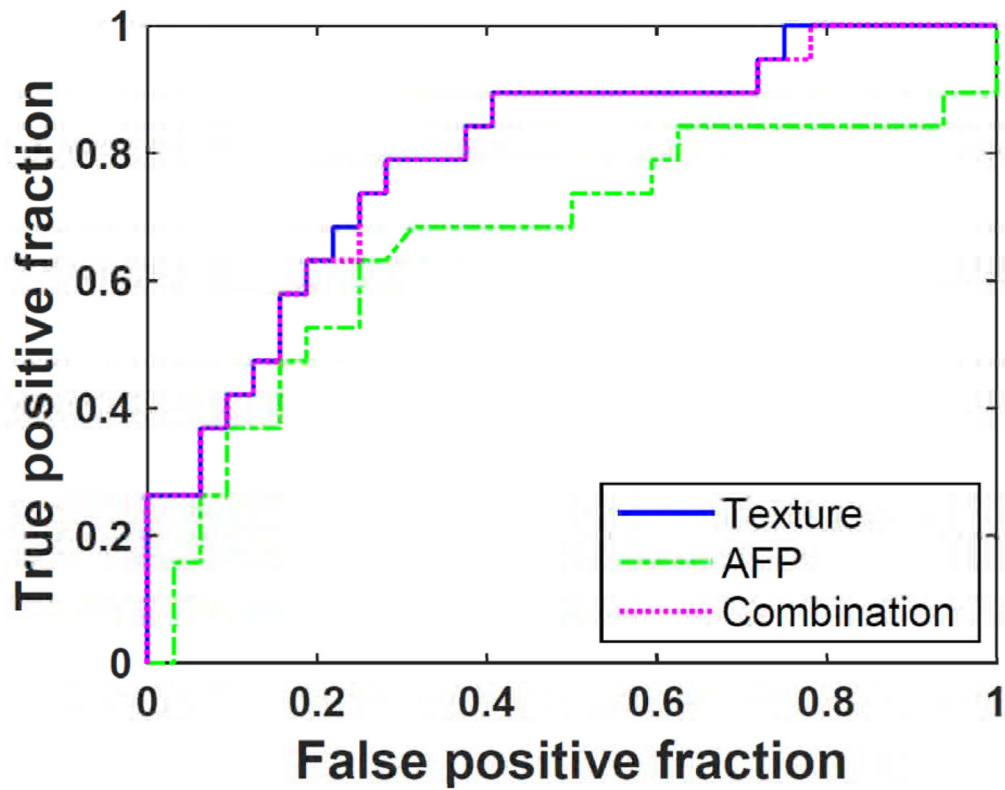 True positive fraction
1
0.8
0.6
0.4
0.2
0
Texture
AFP
Combination
0 0.2 0.4 0.6 0.8 1
False positive fraction